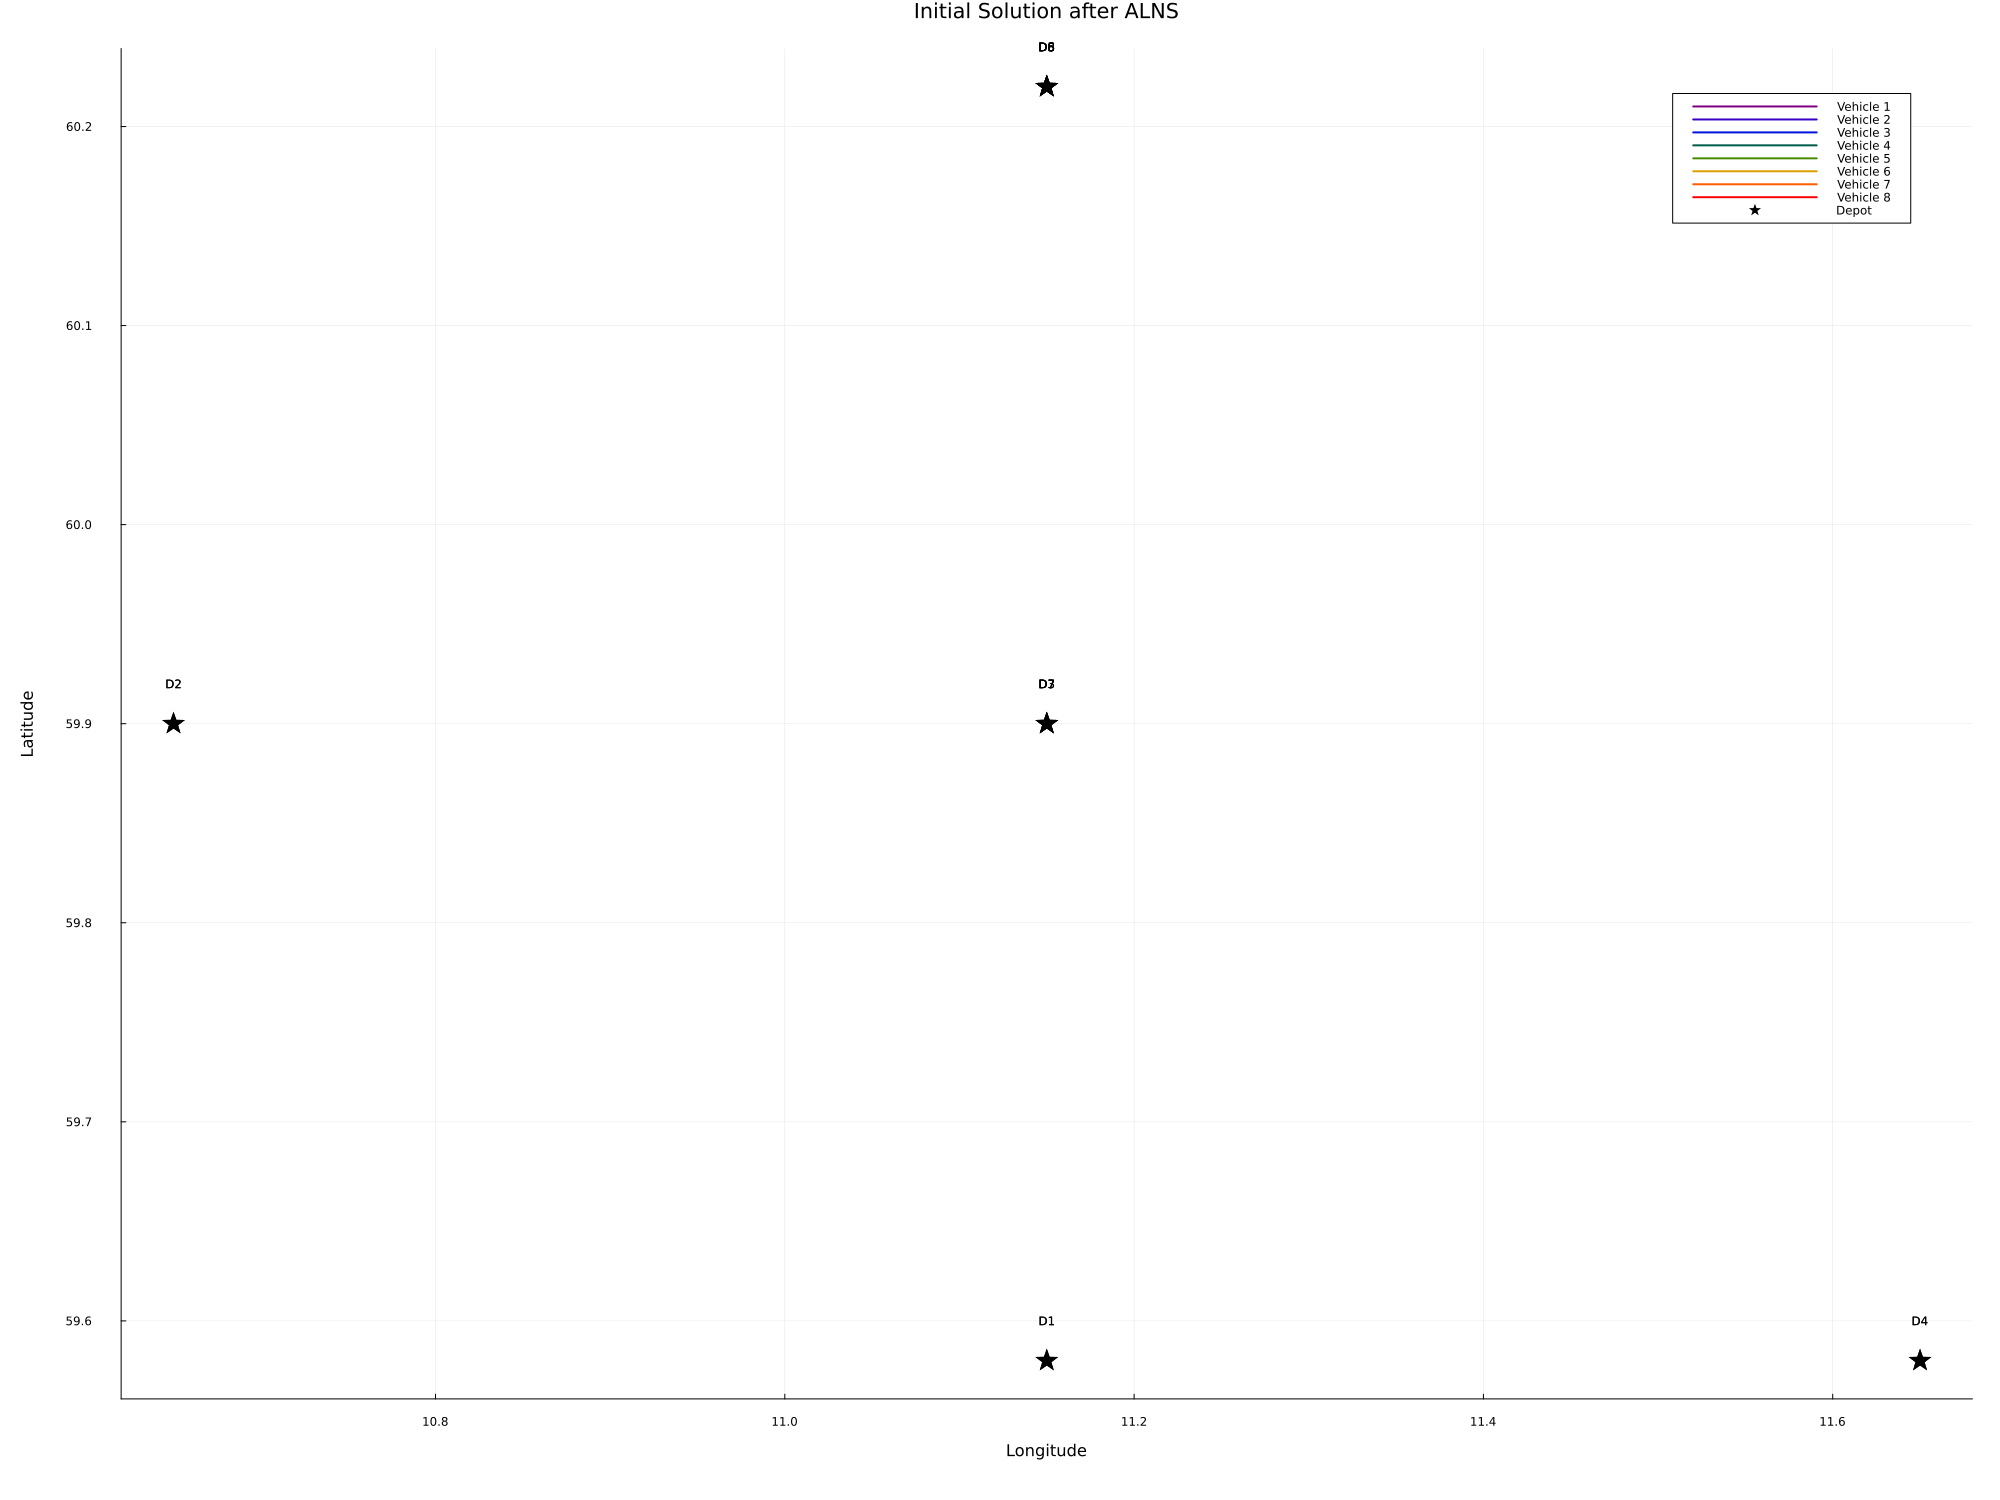 Initial Solution after ALNS
Vehicle 1
Vehicle 2
Vehicle 3
Vehicle 4
Vehicle 5
Vehicle 6
Vehicle 7
Vehicle 8
Depot
60.2
60.1
60.0
D2
59.9
59.8
59.7
59.6
D1
D4
10.8
11.0
11.2
11.4
11.6
Latitude
Longitude